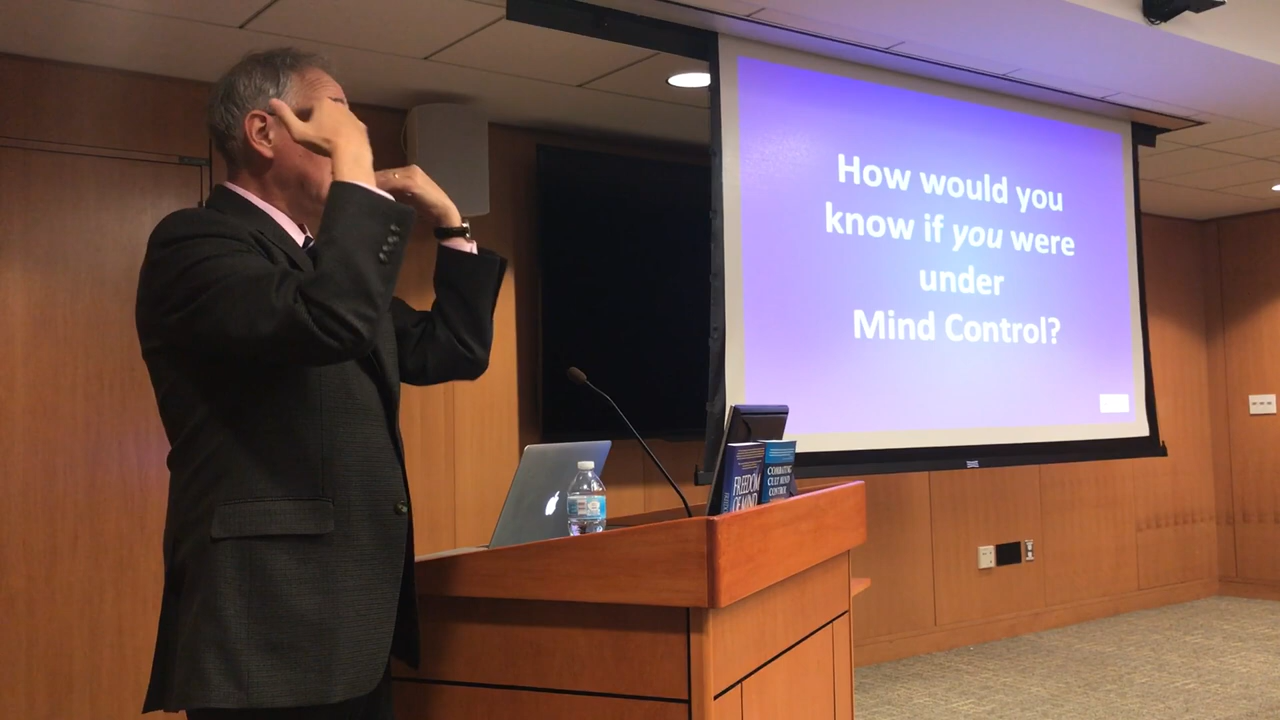 How would you
know if you were
under
Mind Control?
FREEDOM
OF MIND
COMBATING
CULT MIND
CONTROL